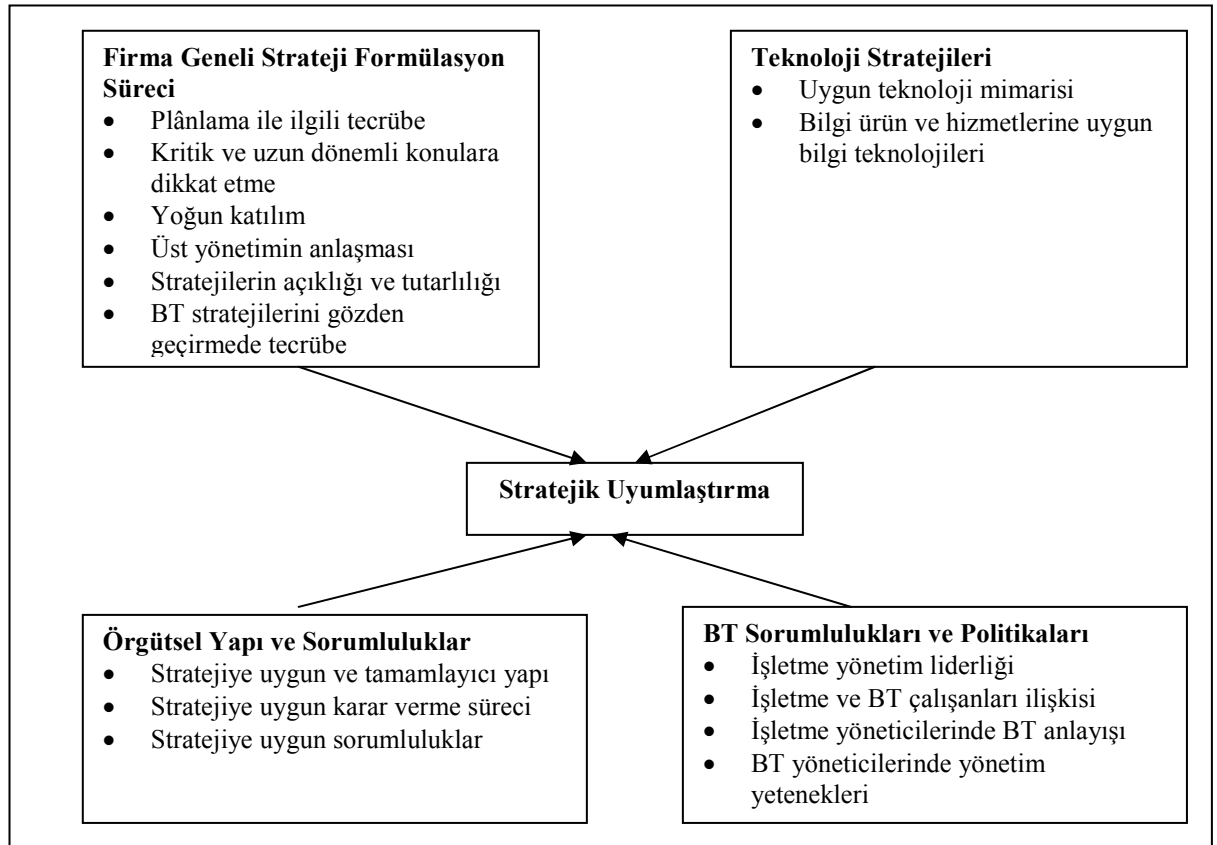 Firma Geneli Strateji Formülasyon
Süreci
• Plânlama ile ilgili tecrübe
• Kritik ve uzun dönemli konulara
dikkat etme
• Yoğun katılım
• Üst yönetimin anlaşması
• Stratejilerin açıklığı ve tutarlılığı
• BT stratejilerini gözden
geçirmede tecrübe
Teknoloji Stratejileri
• Uygun teknoloji mimarisi
• Bilgi ürün ve hizmetlerine uygun
bilgi teknolojileri
Stratejik Uyumlaştırma
Örgütsel Yapı ve Sorumluluklar
• Stratejiye uygun ve tamamlayıcı yapı
• Stratejiye uygun karar verme süreci
• Stratejiye uygun sorumluluklar
BT Sorumlulukları ve Politikaları
• İşletme yönetim liderliği
• İşletme ve BT çalışanları ilişkisi
• İşletme yöneticilerinde BT anlayışı
• BT yöneticilerinde yönetim
yetenekleri